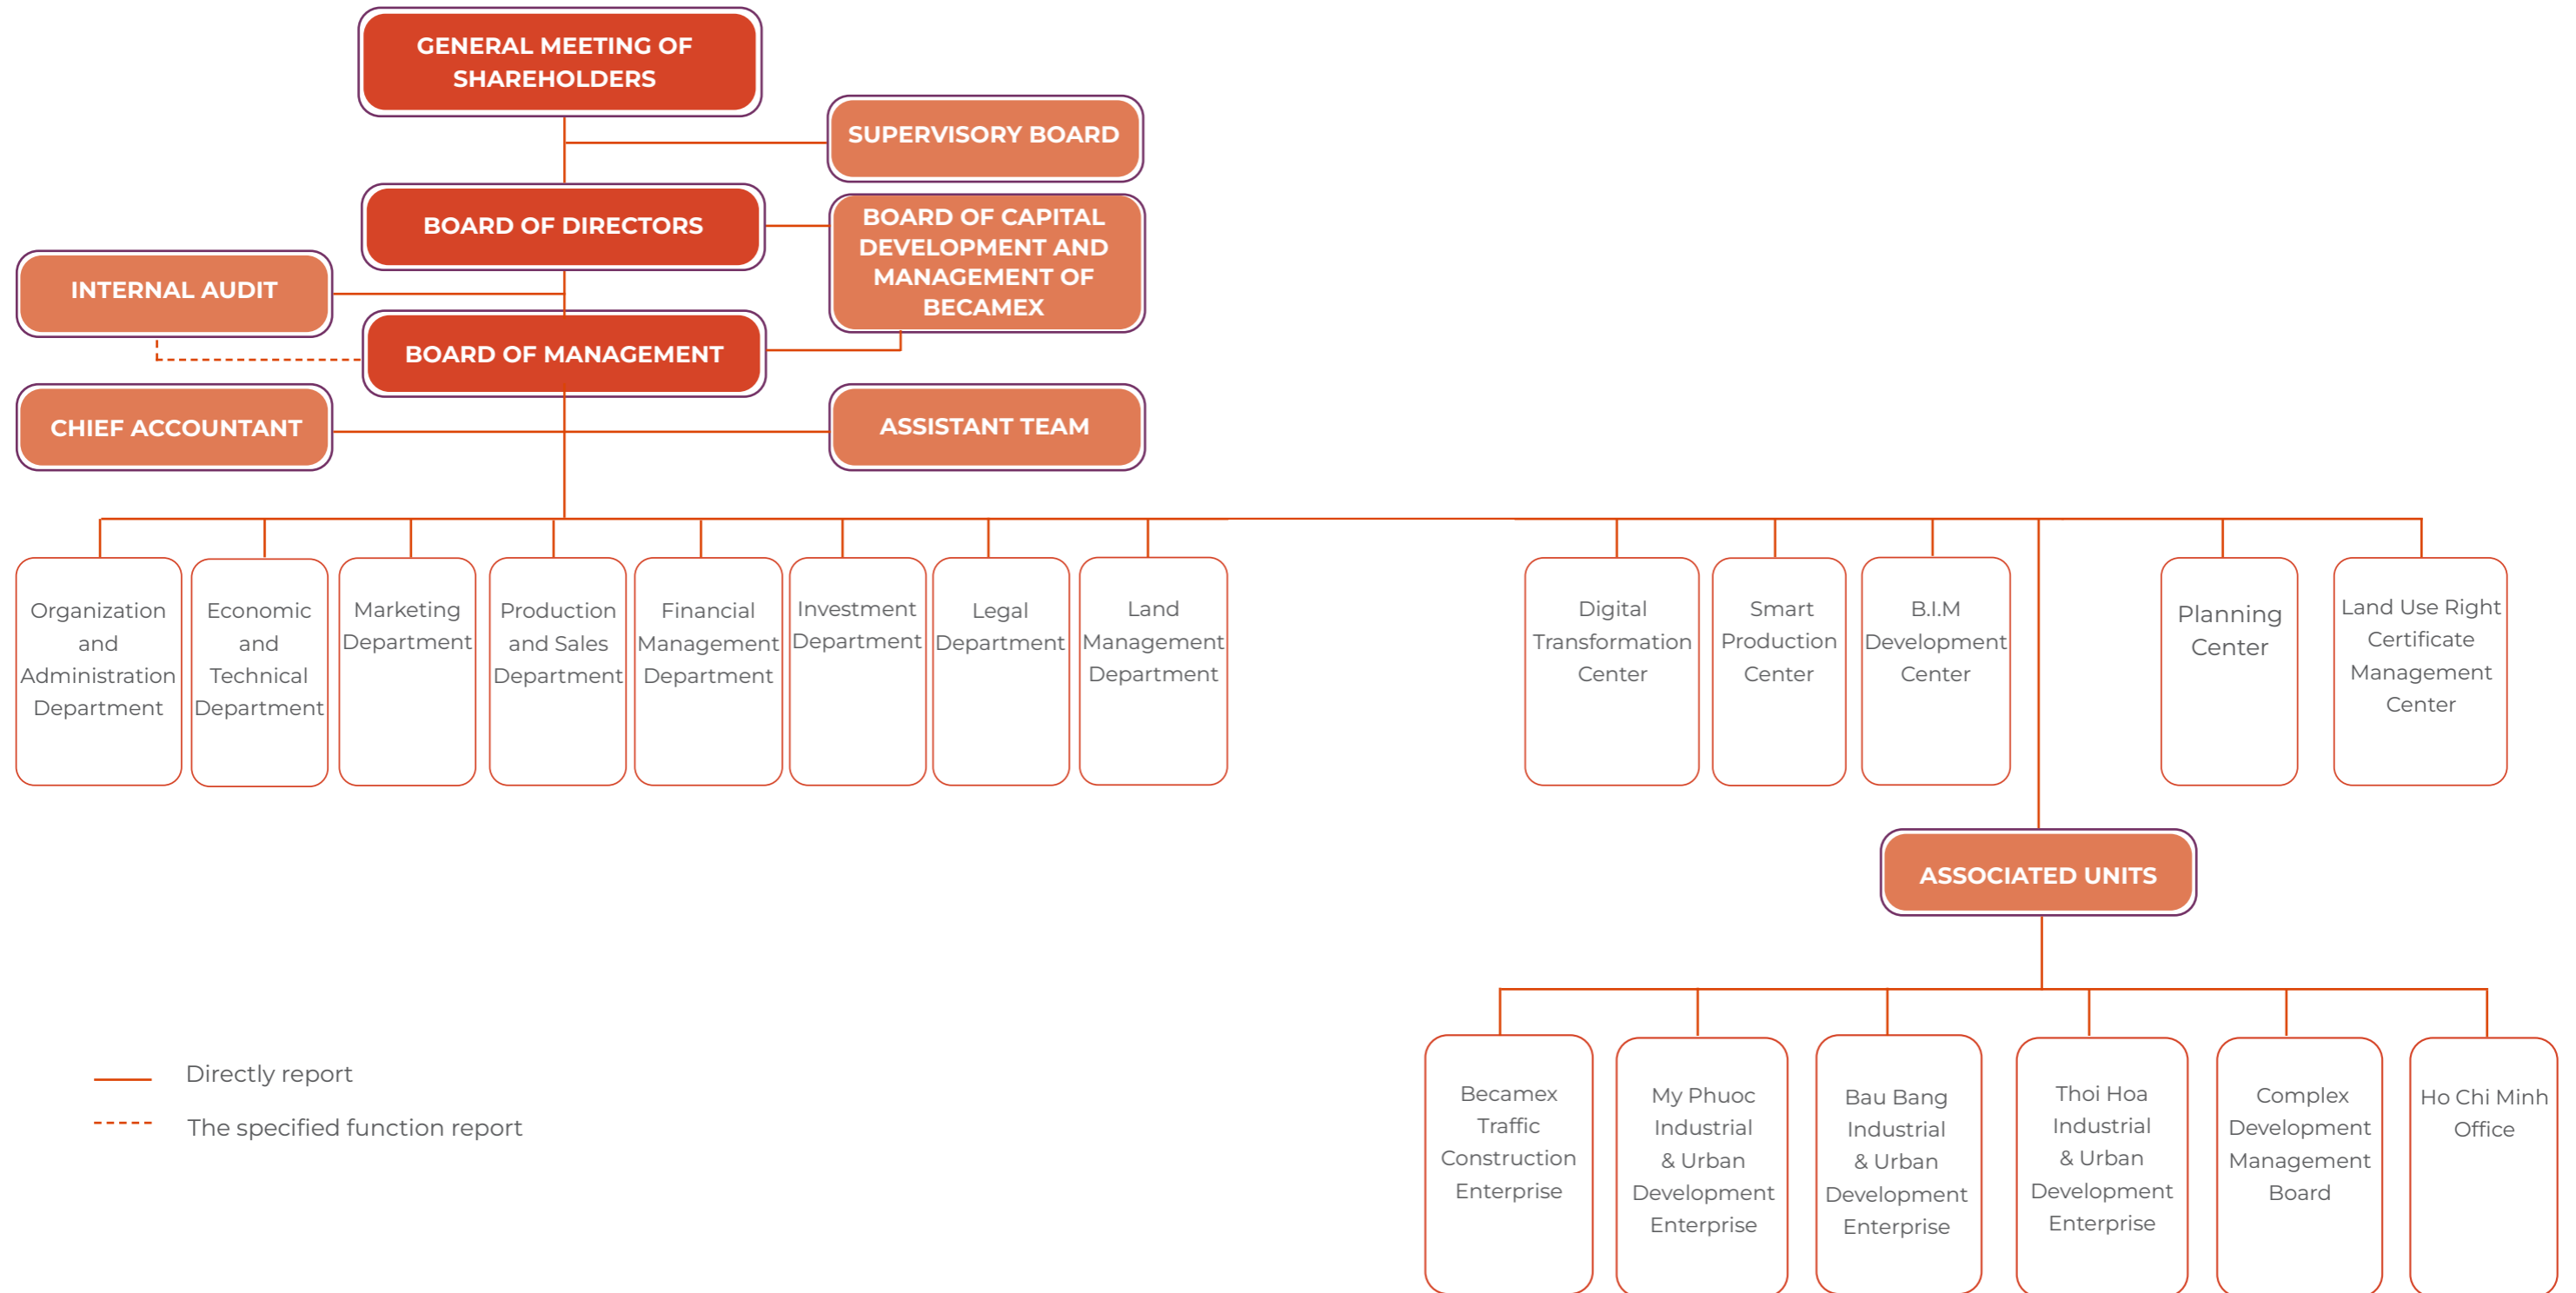 GENERAL MEETING OF
SHAREHOLDERS
SUPERVISORY BOARD
BOARD OF DIRECTORS
BOARD OF CAPITAL
DEVELOPMENT AND
MANAGEMENT OF
BECAMEX
INTERNAL AUDIT
BOARD OF MANAGEMENT
CHIEF ACCOUNTANT
ASSISTANT TEAM
Organization
and
Administration
Department
Economic
and
Technical
Department
Marketing
Department
Production
and Sales
Department
Financial
Management
Department
Investment
Department
Legal
Department
Land
Management
Department
Digital
Transformation
Center
Smart
Production
Center
B.I.M
Development
Center
Planning
Center
Land Use Right
Certificate
Management
Center
ASSOCIATED UNITS
Becamex
Traffic
Construction
Enterprise
My Phuoc
Industrial
& Urban
Development
Enterprise
Bau Bang
Industrial
& Urban
Development
Enterprise
Thoi Hoa
Industrial
& Urban
Development
Enterprise
Complex
Development
Management
Board
Ho Chi Minh
Office
Directly report
The specified function report